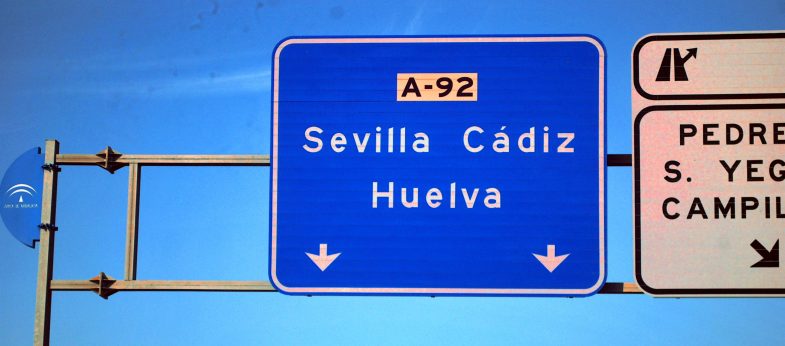 A-92
Sevilla Cádiz
Huelva
PEDRE
S. YEG
CAMPIL